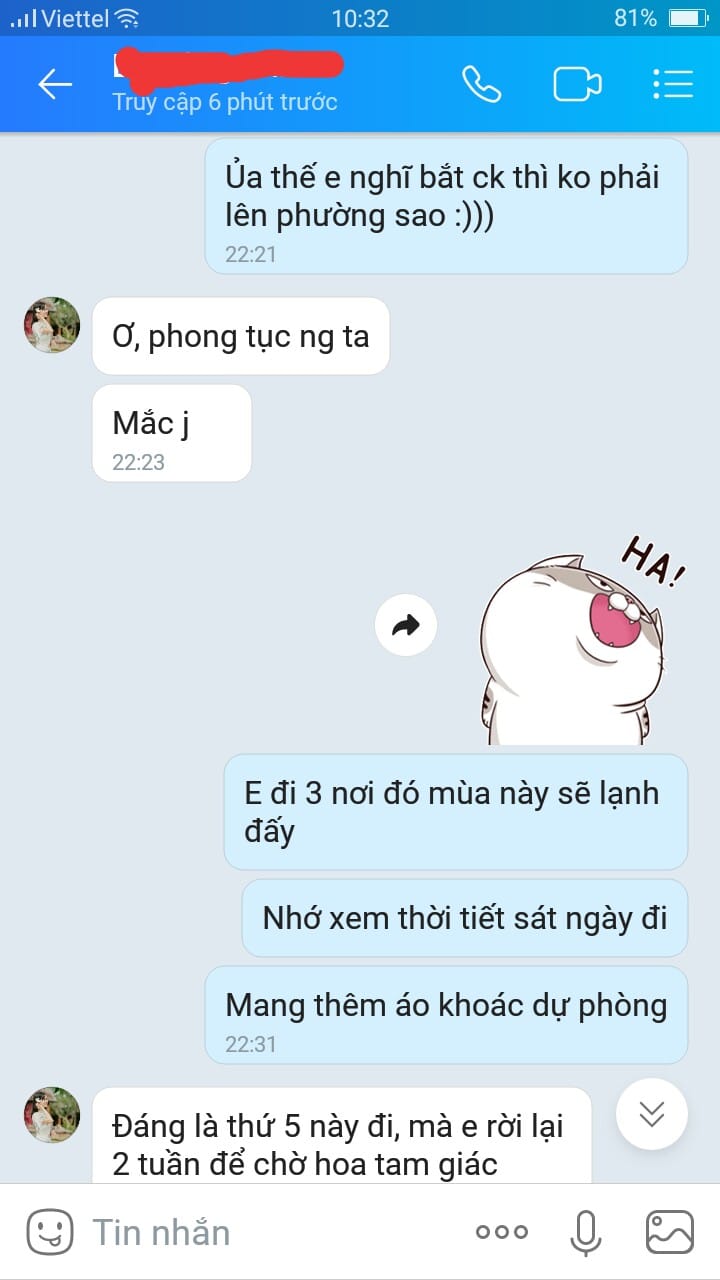 Viettel 10:32 81%
Truy cập 6 phút trước
Ủa thế e nghĩ bắt ck thì ko phải
lên phường sao :)))
22:21
Ơ, phong tục ng ta
Mắc j
22:23
HA!
E đi 3 nơi đó mùa này sẽ lạnh
đấy
Nhớ xem thời tiết sát ngày đi
Mang thêm áo khoác dự phòng
22:31
Đáng là thứ 5 này đi, mà e rời lại
2 tuần để chờ hoa tam giác
Tin nhắn